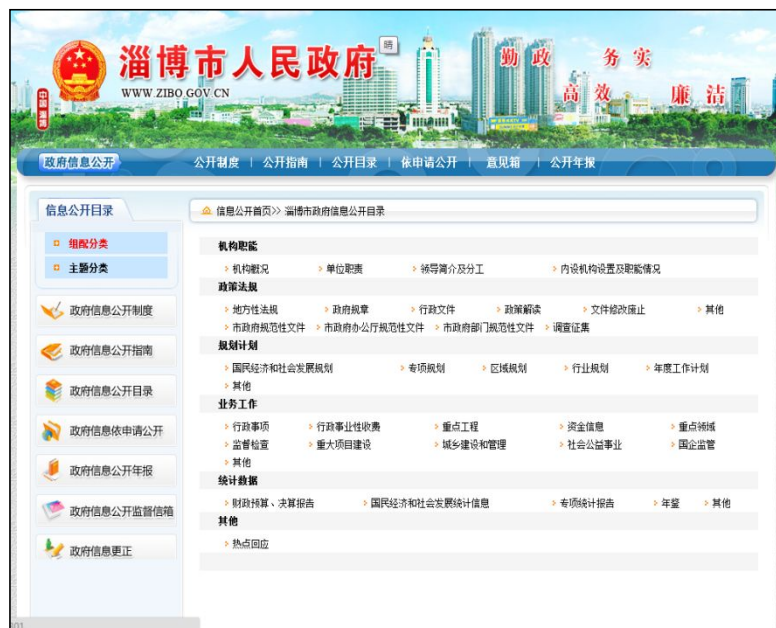 淄博市人民政府
WWW.ZIBO.GOV.CN
中国 淄博
晴
勤政 务实
高效 廉洁
政府信息公开
公开制度 | 公开指南 | 公开目录 | 依申请公开 | 意见箱 | 公开年报
信息公开目录
信息公开首页>> 淄博市政府信息公开目录
组配分类
主题分类
政府信息公开制度
政府信息公开指南
政府信息公开目录
政府信息依申请公开
政府信息公开年报
政府信息公开监督信箱
政府信息更正
机构职能
机构概况 单位职责 领导简介及分工 内设机构设置及职能情况
政策法规
地方性法规 政府规章 行政文件 政策解读 文件修改废止 其他
市政府规范性文件 市政府办公厅规范性文件 市政府部门规范性文件 调查征集
规划计划
国民经济和社会发展规划 专项规划 区域规划 行业规划 年度工作计划
其他
业务工作
行政事项 行政事业性收费 重点工程 资金信息 重点领域
监督检查 重大项目建设 城乡建设和管理 社会公益事业 国企监管
其他
统计数据
财政预算、决算报告 国民经济和社会发展统计信息 专项统计报告 年鉴 其他
其他
热点回应